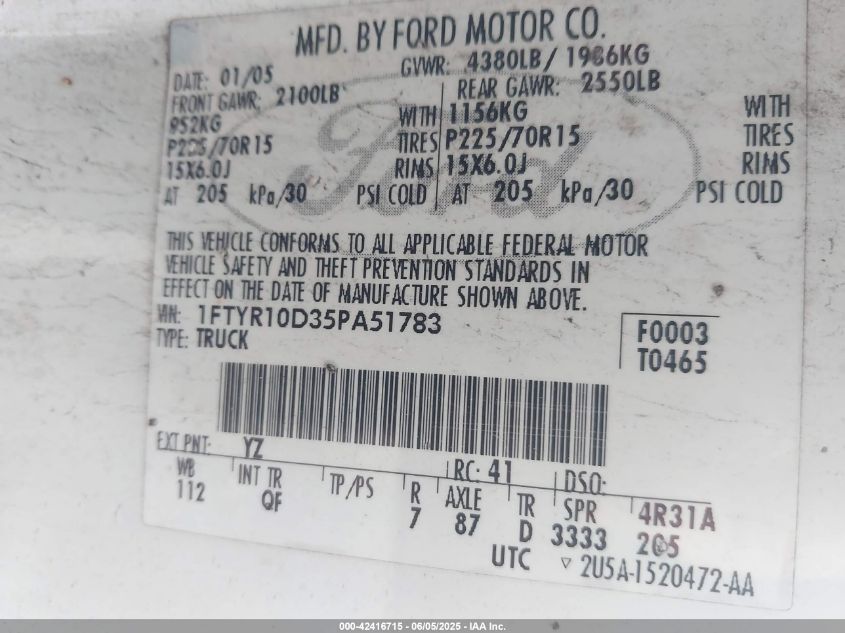 MFD. BY FORD MOTOR CO.
DATE: 01/05 GVWR: 4380LB/ 1986KG
FRONT GAWR: 2100LB REAR GAWR: 2550LB
952KG WITH 1156KG WITH
P225/70R15 TIRES P225/70R15 TIRES
15X6.0J RIMS 15X6.0J RIMS
AT 205 kPa/30 PSI COLD AT 205 kPa/30 PSI COLD
Ford
THIS VEHICLE CONFORMS TO ALL APPLICABLE FEDERAL MOTOR
VEHICLE SAFETY AND THEFT PREVENTION STANDARDS IN
EFFECT ON THE DATE OF MANUFACTURE SHOWN ABOVE.
VIN: 1FTYR10D35PA51783
TYPE: TRUCK
F0003
T0465
EXT PNT: YZ RC: 41 DSO:
WB INT TR TP/PS R AXLE TR SPR 4R31A
112 QF 7 87 D 3333 205
UTC ▽ 2U5A-1520472-AA
000-42416715 - 06/05/2025 - IAA Inc.